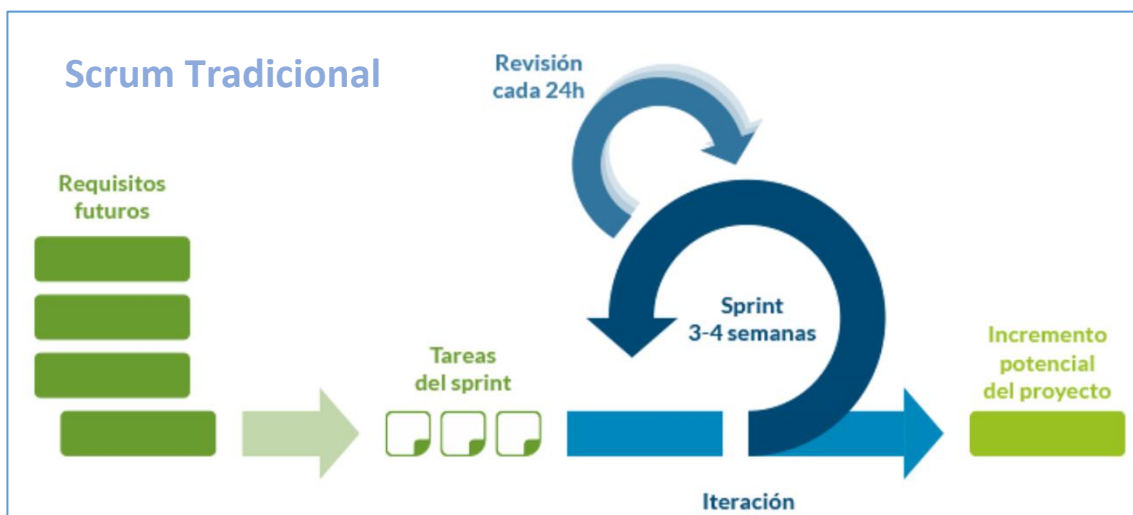 Scrum Tradicional
Revisión
cada 24h
Requisitos
futuros
Sprint
3-4 semanas
Tareas
del sprint
Incremento
potencial
del proyecto
Iteración